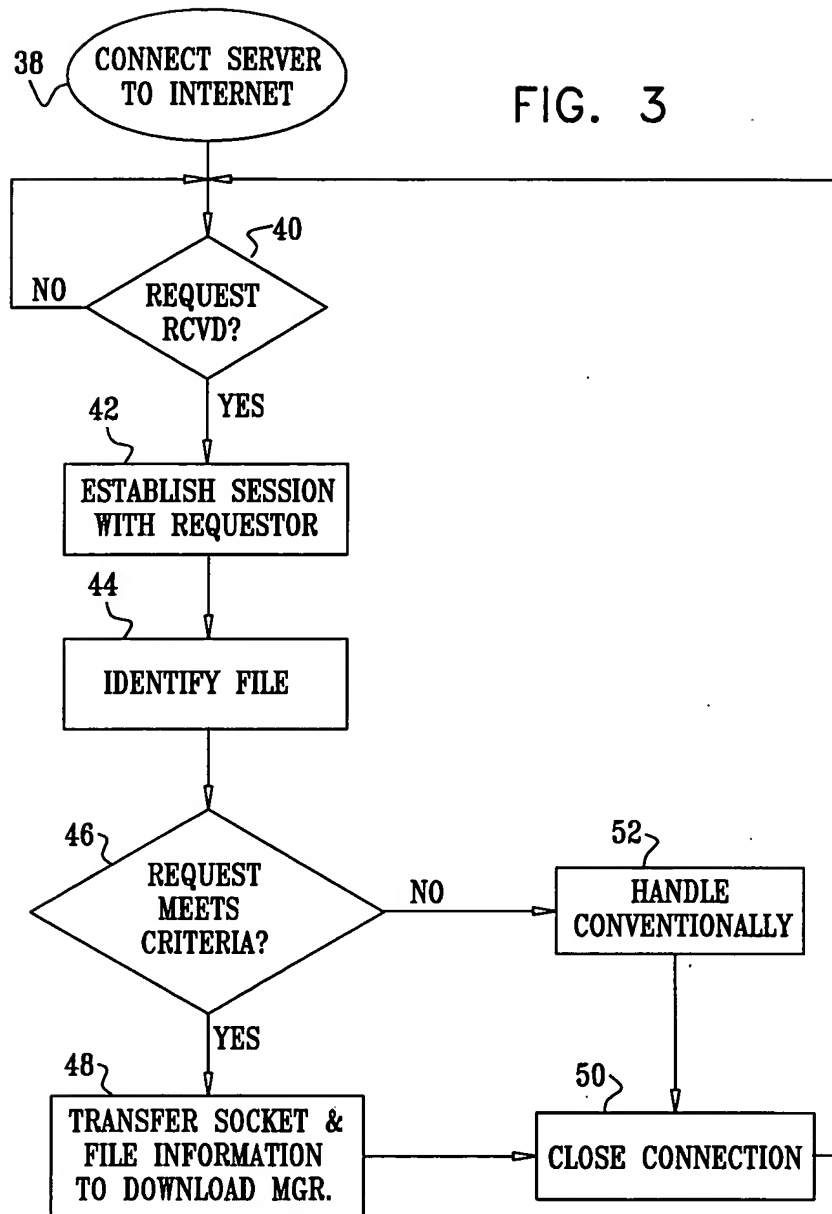 38
CONNECT SERVER
TO INTERNET
FIG. 3
40
REQUEST
RCVD?
NO
YES
42
ESTABLISH SESSION
WITH REQUESTOR
44
IDENTIFY FILE
46
REQUEST
MEETS
CRITERIA?
NO
52
HANDLE
CONVENTIONALLY
YES
48
TRANSFER SOCKET &
FILE INFORMATION
TO DOWNLOAD MGR.
50
CLOSE CONNECTION